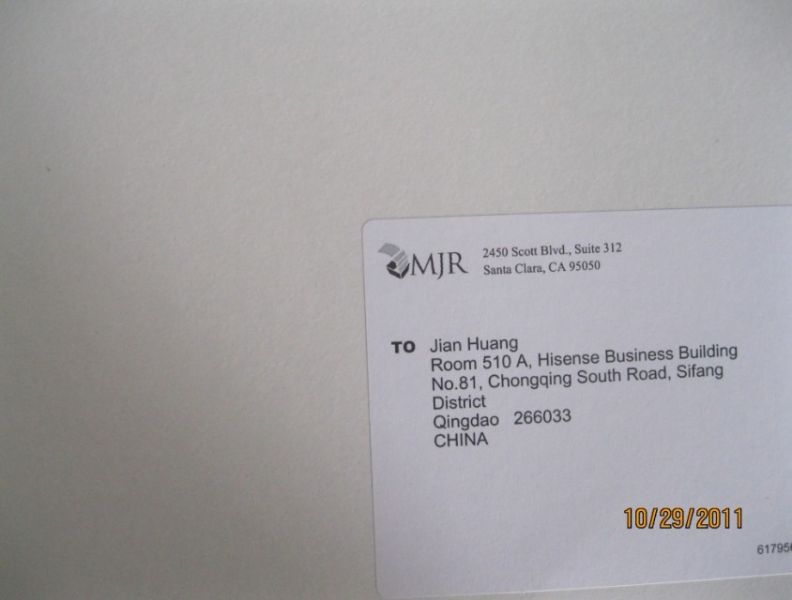 MJR
2450 Scott Blvd., Suite 312
Santa Clara, CA 95050
TO Jian Huang
Room 510 A, Hisense Business Building
No.81, Chongqing South Road, Sifang
District
Qingdao 266033
CHINA
10/29/2011